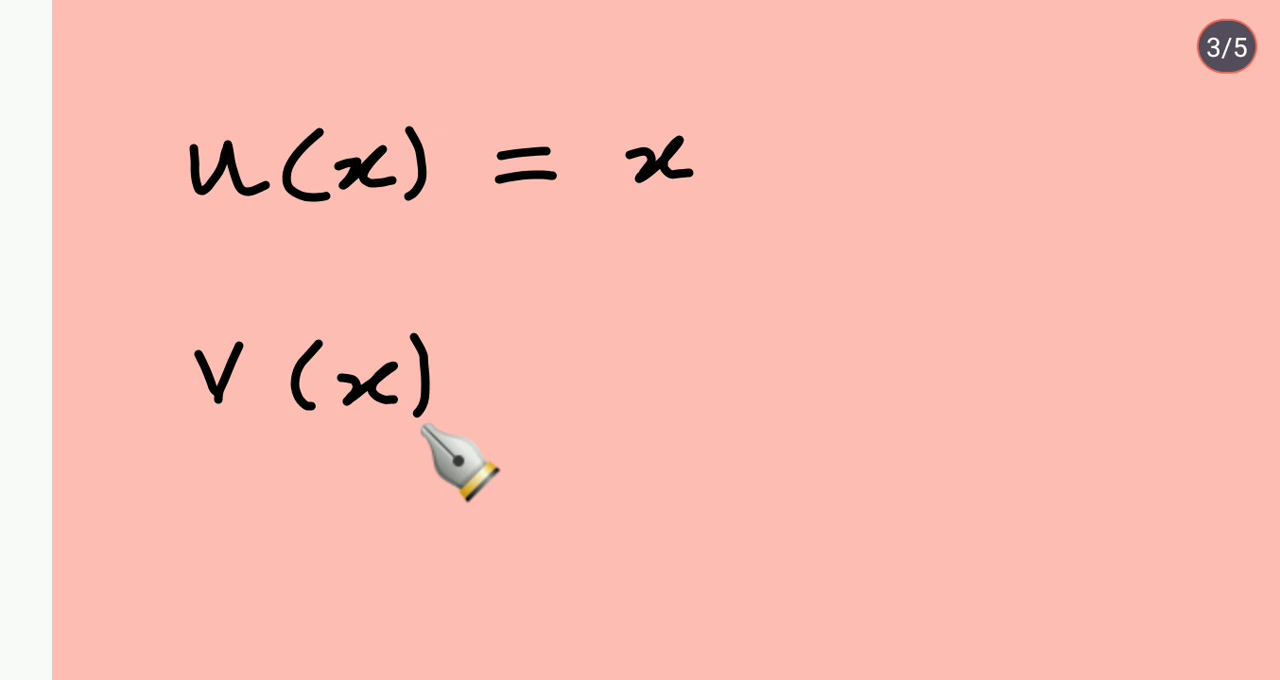 3/5
u(x) = x
v(x)